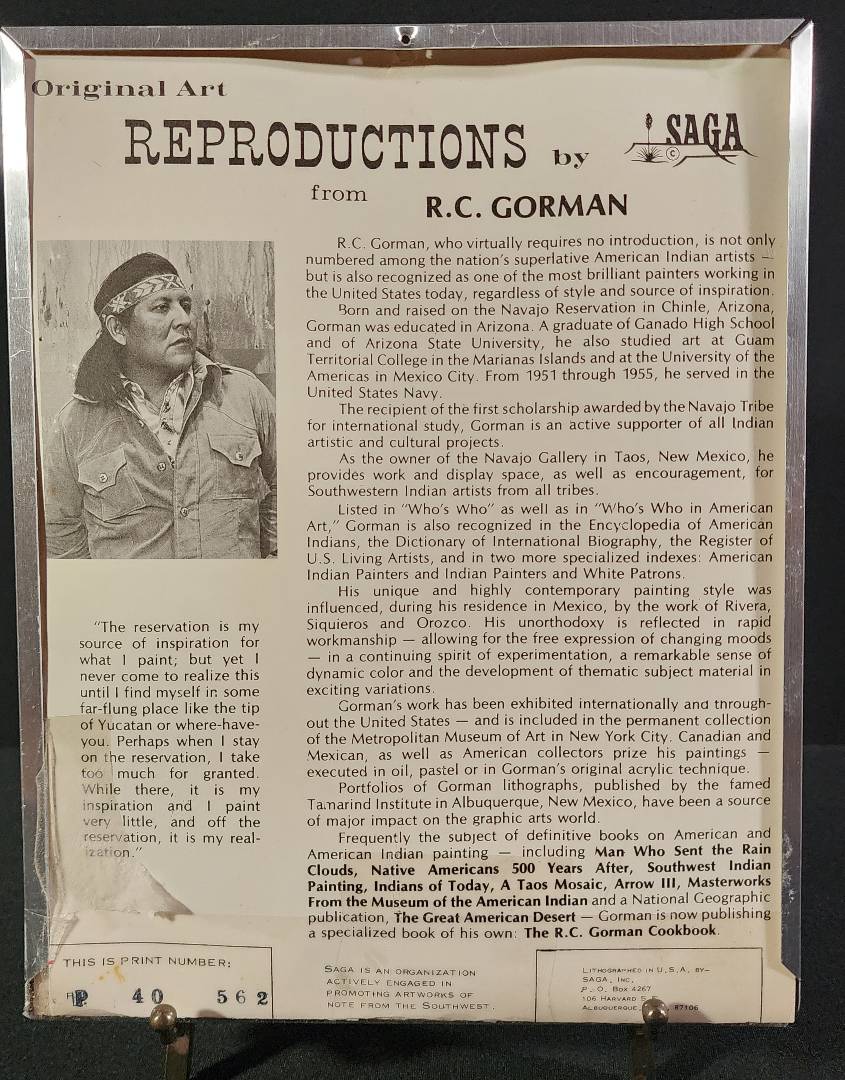 Original Art
REPRODUCTIONS by SAGA ©
from R.C. GORMAN
R.C. Gorman, who virtually requires no introduction, is not only
numbered among the nation's superlative American Indian artists —
but is also recognized as one of the most brilliant painters working in
the United States today, regardless of style and source of inspiration.
Born and raised on the Navajo Reservation in Chinle, Arizona,
Gorman was educated in Arizona. A graduate of Ganado High School
and of Arizona State University, he also studied art at Guam
Territorial College in the Marianas Islands and at the University of the
Americas in Mexico City. From 1951 through 1955, he served in the
United States Navy.
The recipient of the first scholarship awarded by the Navajo Tribe
for international study, Gorman is an active supporter of all Indian
artistic and cultural projects.
As the owner of the Navajo Gallery in Taos, New Mexico, he
provides work and display space, as well as encouragement, for
Southwestern Indian artists from all tribes.
Listed in "Who's Who" as well as in "Who's Who in American
Art," Gorman is also recognized in the Encyclopedia of American
Indians, the Dictionary of International Biography, the Register of
U.S. Living Artists, and in two more specialized indexes: American
Indian Painters and Indian Painters and White Patrons.
His unique and highly contemporary painting style was
influenced, during his residence in Mexico, by the work of Rivera,
Siquieros and Orozco. His unorthodoxy is reflected in rapid
workmanship — allowing for the free expression of changing moods
— in a continuing spirit of experimentation, a remarkable sense of
dynamic color and the development of thematic subject material in
exciting variations.
Gorman's work has been exhibited internationally and through-
out the United States — and is included in the permanent collection
of the Metropolitan Museum of Art in New York City. Canadian and
Mexican, as well as American collectors prize his paintings —
executed in oil, pastel or in Gorman's original acrylic technique.
Portfolios of Gorman lithographs, published by the famed
Tamarind Institute in Albuquerque, New Mexico, have been a source
of major impact on the graphic arts world.
Frequently the subject of definitive books on American and
American Indian painting — including Man Who Sent the Rain
Clouds, Native Americans 500 Years After, Southwest Indian
Painting, Indians of Today, A Taos Mosaic, Arrow III, Masterworks
From the Museum of the American Indian and a National Geographic
publication, The Great American Desert — Gorman is now publishing
a specialized book of his own: The R.C. Gorman Cookbook.
"The reservation is my
source of inspiration for
what I paint; but yet I
never come to realize this
until I find myself in some
far-flung place like the tip
of Yucatan or where-have-
you. Perhaps when I stay
on the reservation, I take
too much for granted.
While there, it is my
inspiration and I paint
very little, and off the
reservation, it is my real-
ization."
THIS IS PRINT NUMBER:
P 40 562
SAGA IS AN ORGANIZATION
ACTIVELY ENGAGED IN
PROMOTING ARTWORKS OF
NOTE FROM THE SOUTHWEST.
LITHOGRAPHED IN U.S.A. BY—
SAGA, INC.
P. O. BOX 4267
106 HARVARD
ALBUQUERQUE, 87106